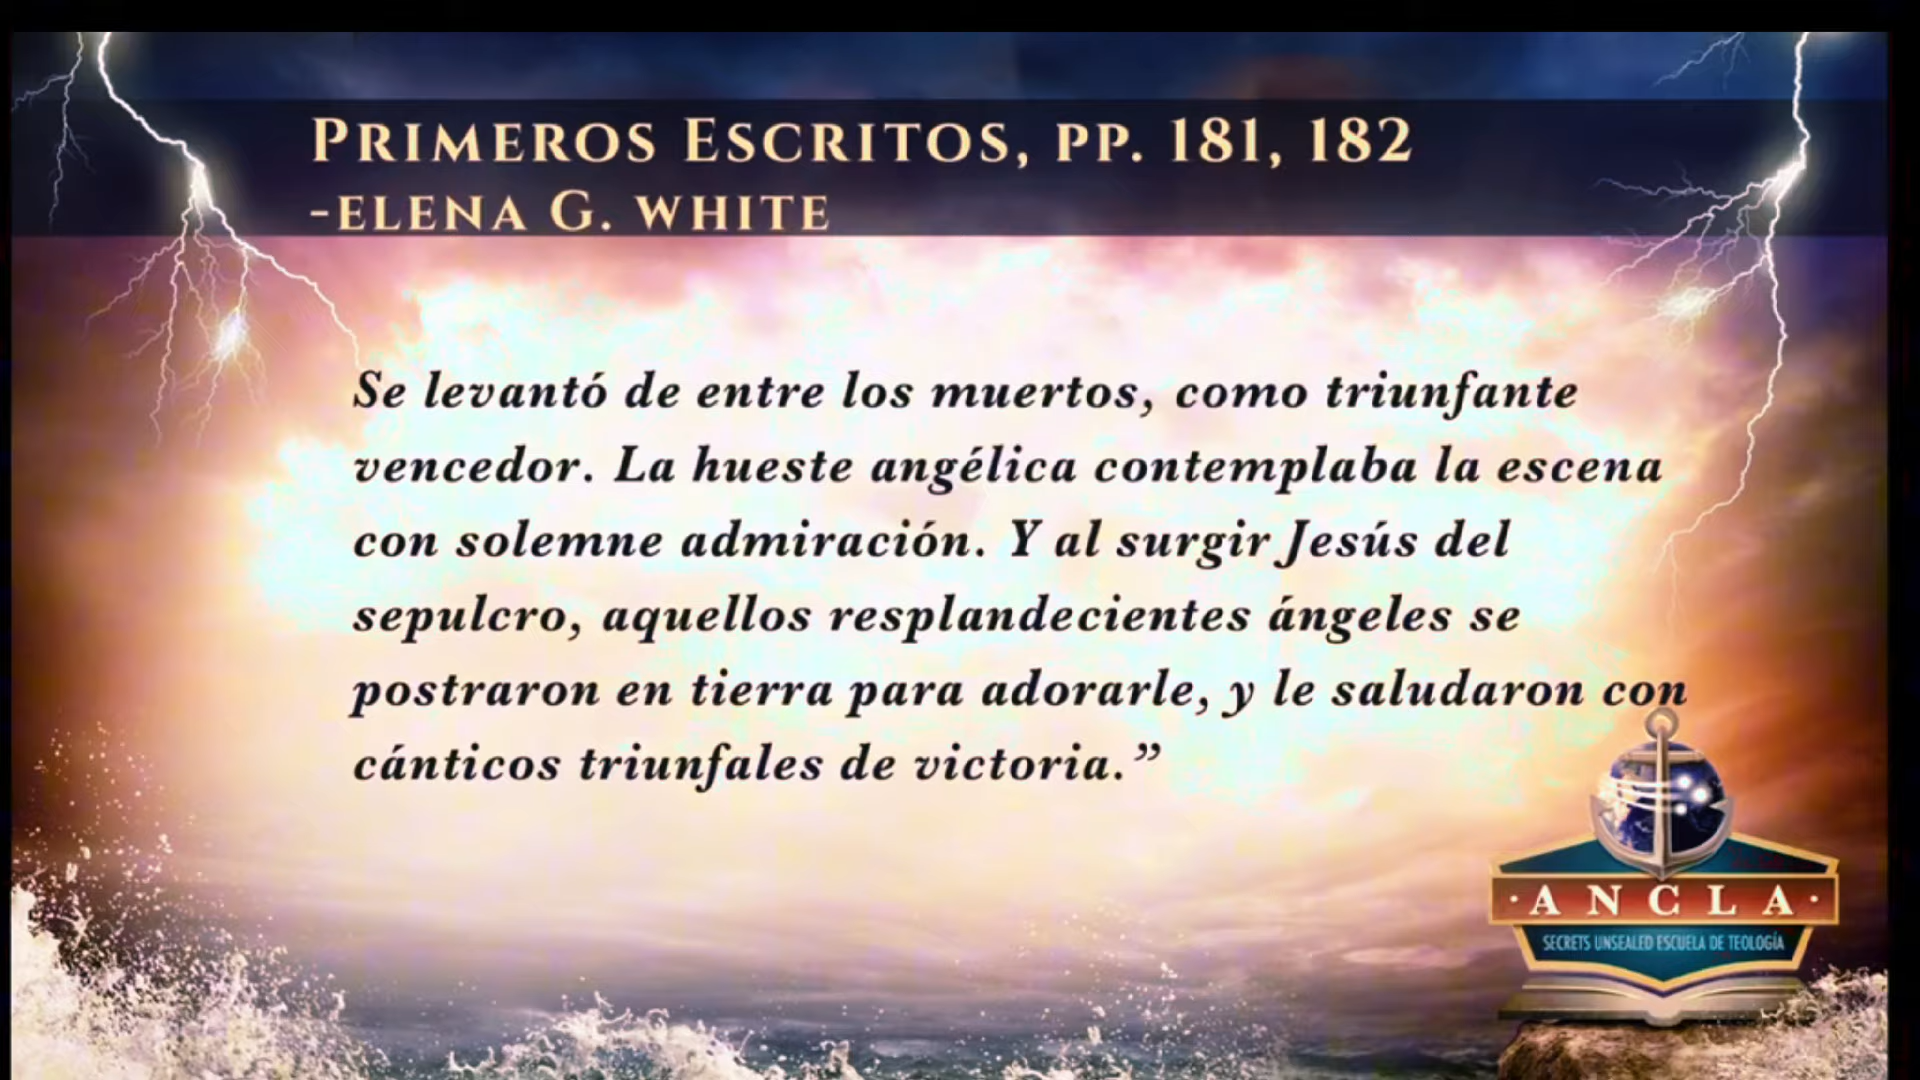 PRIMEROS ESCRITOS, PP. 181, 182
-ELENA G. WHITE
Se levantó de entre los muertos, como triunfante
vencedor. La hueste angélica contemplaba la escena
con solemne admiración. Y al surgir Jesús del
sepulcro, aquellos resplandecientes ángeles se
postraron en tierra para adorarle, y le saludaron con
cánticos triunfales de victoria.”
·ANCLA·
SECRETS UNSEALED ESCUELA DE TEOLOGÍA